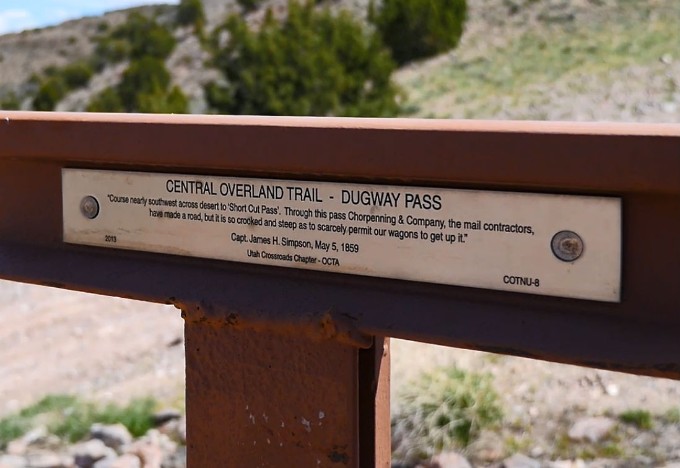 CENTRAL OVERLAND TRAIL - DUGWAY PASS
"Course nearly southwest across desert to 'Short Cut Pass'. Through this pass Chorpenning & Company, the mail contractors,
have made a road, but it is so crooked and steep as to scarcely permit our wagons to get up it."
Capt. James H. Simpson, May 5, 1859
Utah Crossroads Chapter - OCTA
2013
COTNU-8